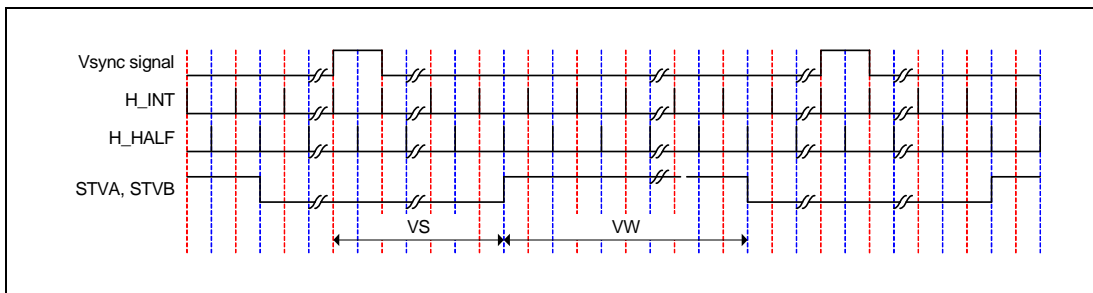 Vsync signal
H_INT
H_HALF
STVA, STVB
VS
VW